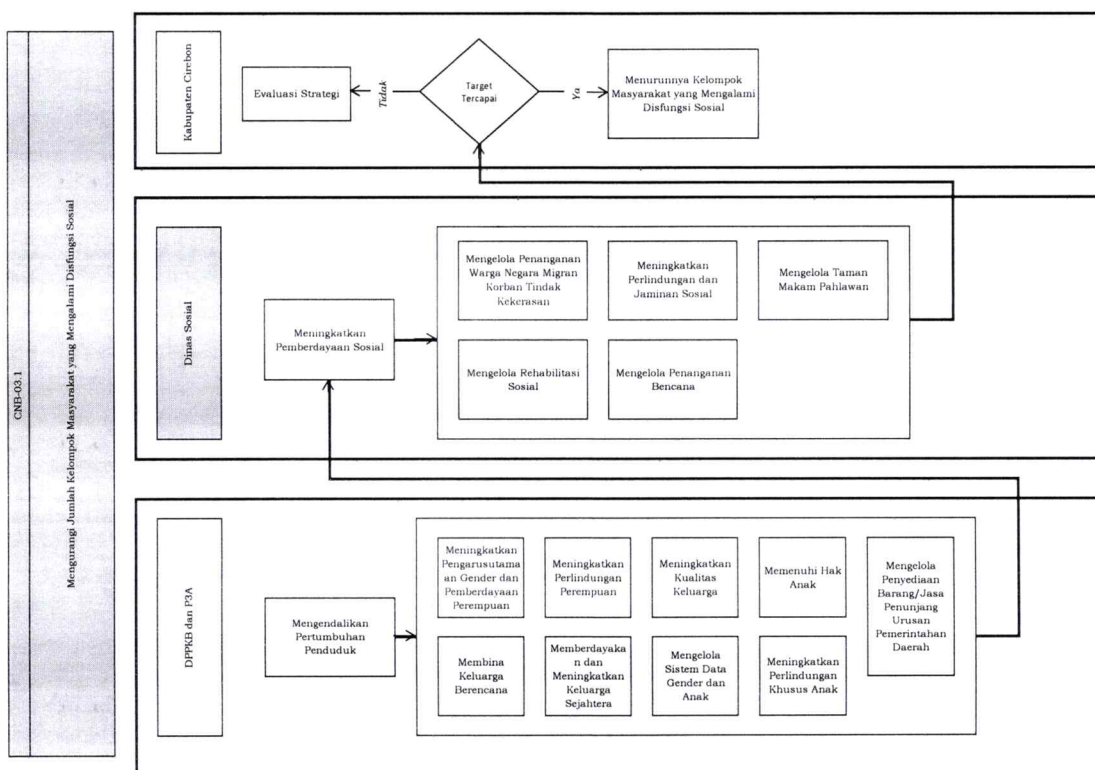 CNB-03.1
Mengurangi Jumlah Kelompok Masyarakat yang Mengalami Disfungsi Sosial
Kabupaten Cirebon
Evaluasi Strategi
Tidak
Target
Tercapai
Ya
Menurunnya Kelompok
Masyarakat yang Mengalami
Disfungsi Sosial
Dinas Sosial
Meningkatkan
Pemberdayaan Sosial
Mengelola Penanganan
Warga Negara Migran
Korban Tindak
Kekerasan
Meningkatkan
Perlindungan dan
Jaminan Sosial
Mengelola Taman
Makam Pahlawan
Mengelola Rehabilitasi
Sosial
Mengelola Penanganan
Bencana
DPPKB dan P3A
Mengendalikan
Pertumbuhan
Penduduk
Meningkatkan
Pengarusutama
an Gender dan
Pemberdayaan
Perempuan
Meningkatkan
Perlindungan
Perempuan
Meningkatkan
Kualitas
Keluarga
Memenuhi Hak
Anak
Mengelola
Penyediaan
Barang/Jasa
Penunjang
Urusan
Pemerintahan
Daerah
Membina
Keluarga
Berencana
Memberdayaka
n dan
Meningkatkan
Keluarga
Sejahtera
Mengelola
Sistem Data
Gender dan
Anak
Meningkatkan
Perlindungan
Khusus Anak